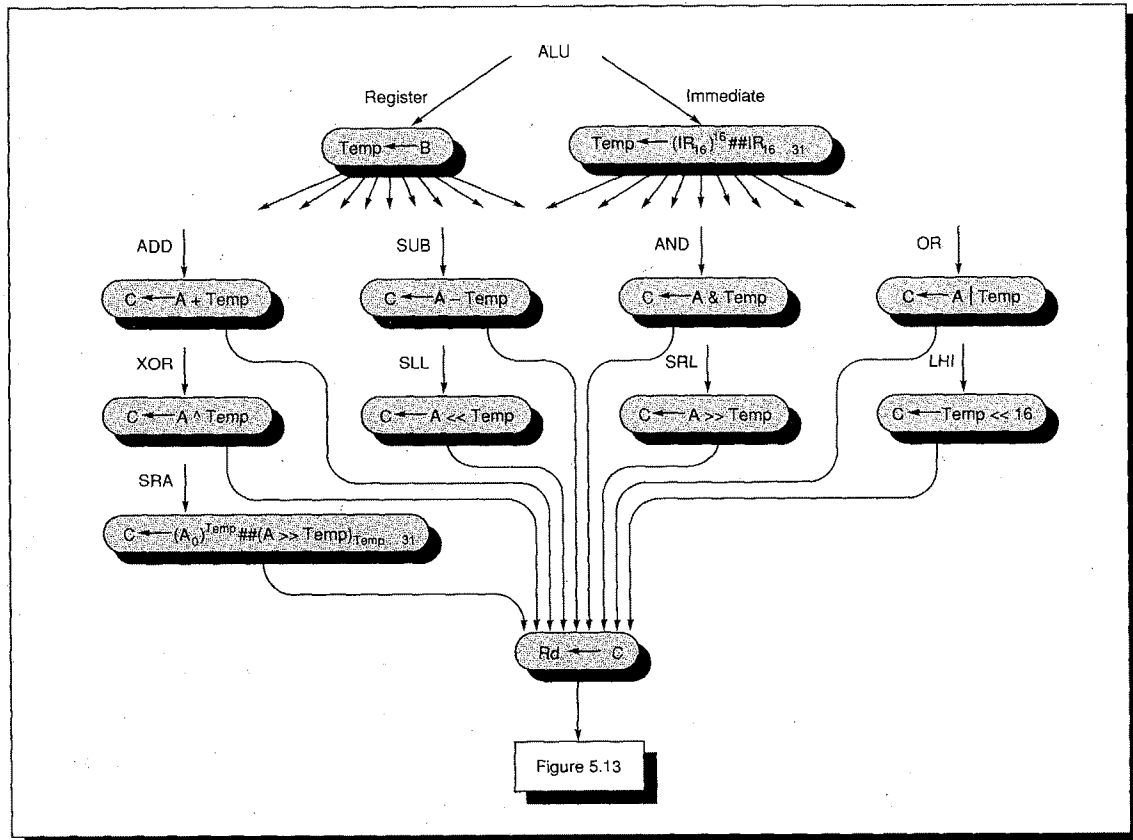 ALU
Register
Immediate
Temp ← B
Temp ← (IR₁₆)¹⁶##IR₁₆ ₃₁
ADD
SUB
AND
OR
C ← A + Temp
C ← A – Temp
C ← A & Temp
C ← A | Temp
XOR
SLL
SRL
LHI
C ← A ^ Temp
C ← A << Temp
C ← A >> Temp
C ← Temp << 16
SRA
C ← (A₀)^Temp ##(A >> Temp)_Temp.. ₃₁
Rd ← C
Figure 5.13